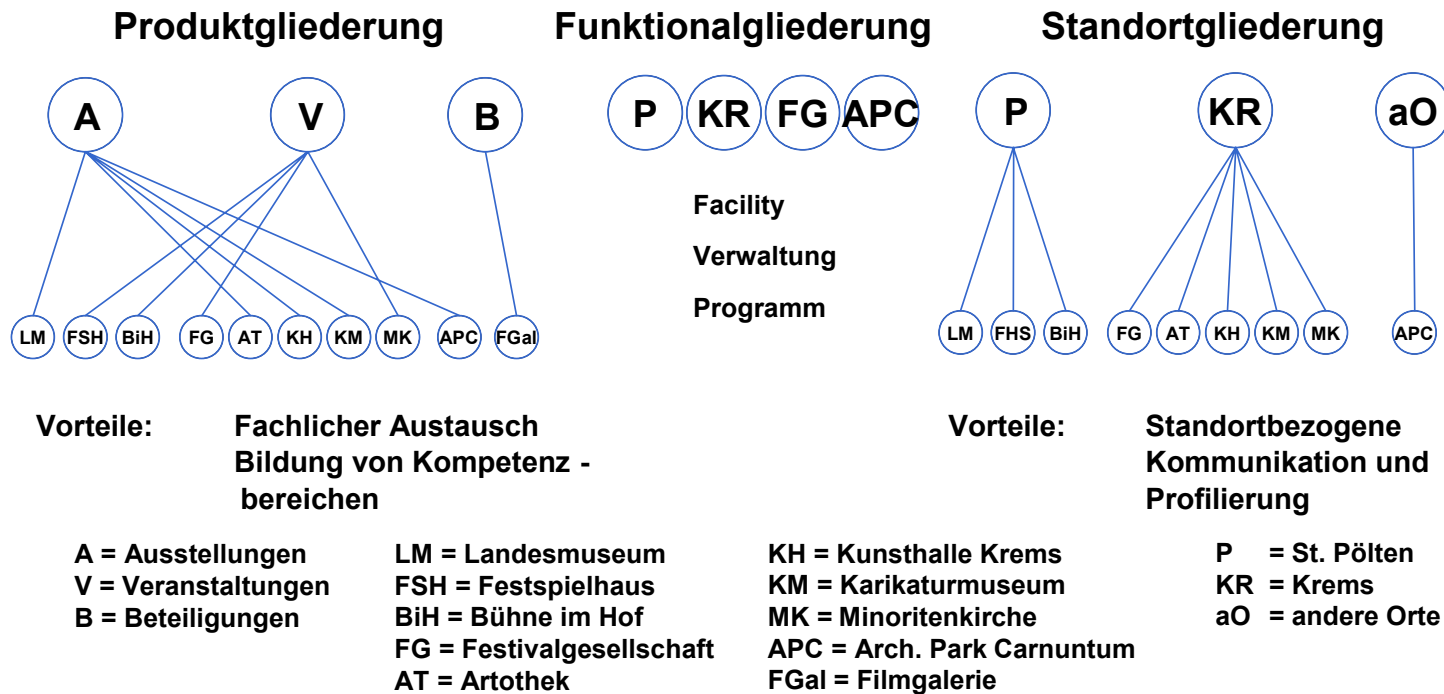 Produktgliederung
A
V
B
LM
FSH
BiH
FG
AT
KH
KM
MK
APC
FGal
Vorteile:
Fachlicher Austausch
Bildung von Kompetenz -
bereichen
Funktionalgliederung
P
KR
FG
APC
Facility
Verwaltung
Programm
Standortgliederung
P
KR
aO
LM
FHS
BiH
FG
AT
KH
KM
MK
APC
Vorteile:
Standortbezogene
Kommunikation und
Profilierung
A = Ausstellungen
V = Veranstaltungen
B = Beteiligungen
LM = Landesmuseum
FSH = Festspielhaus
BiH = Bühne im Hof
FG = Festivalgesellschaft
AT = Artothek
KH = Kunsthalle Krems
KM = Karikaturmuseum
MK = Minoritenkirche
APC = Arch. Park Carnuntum
FGal = Filmgalerie
P = St. Pölten
KR = Krems
aO = andere Orte